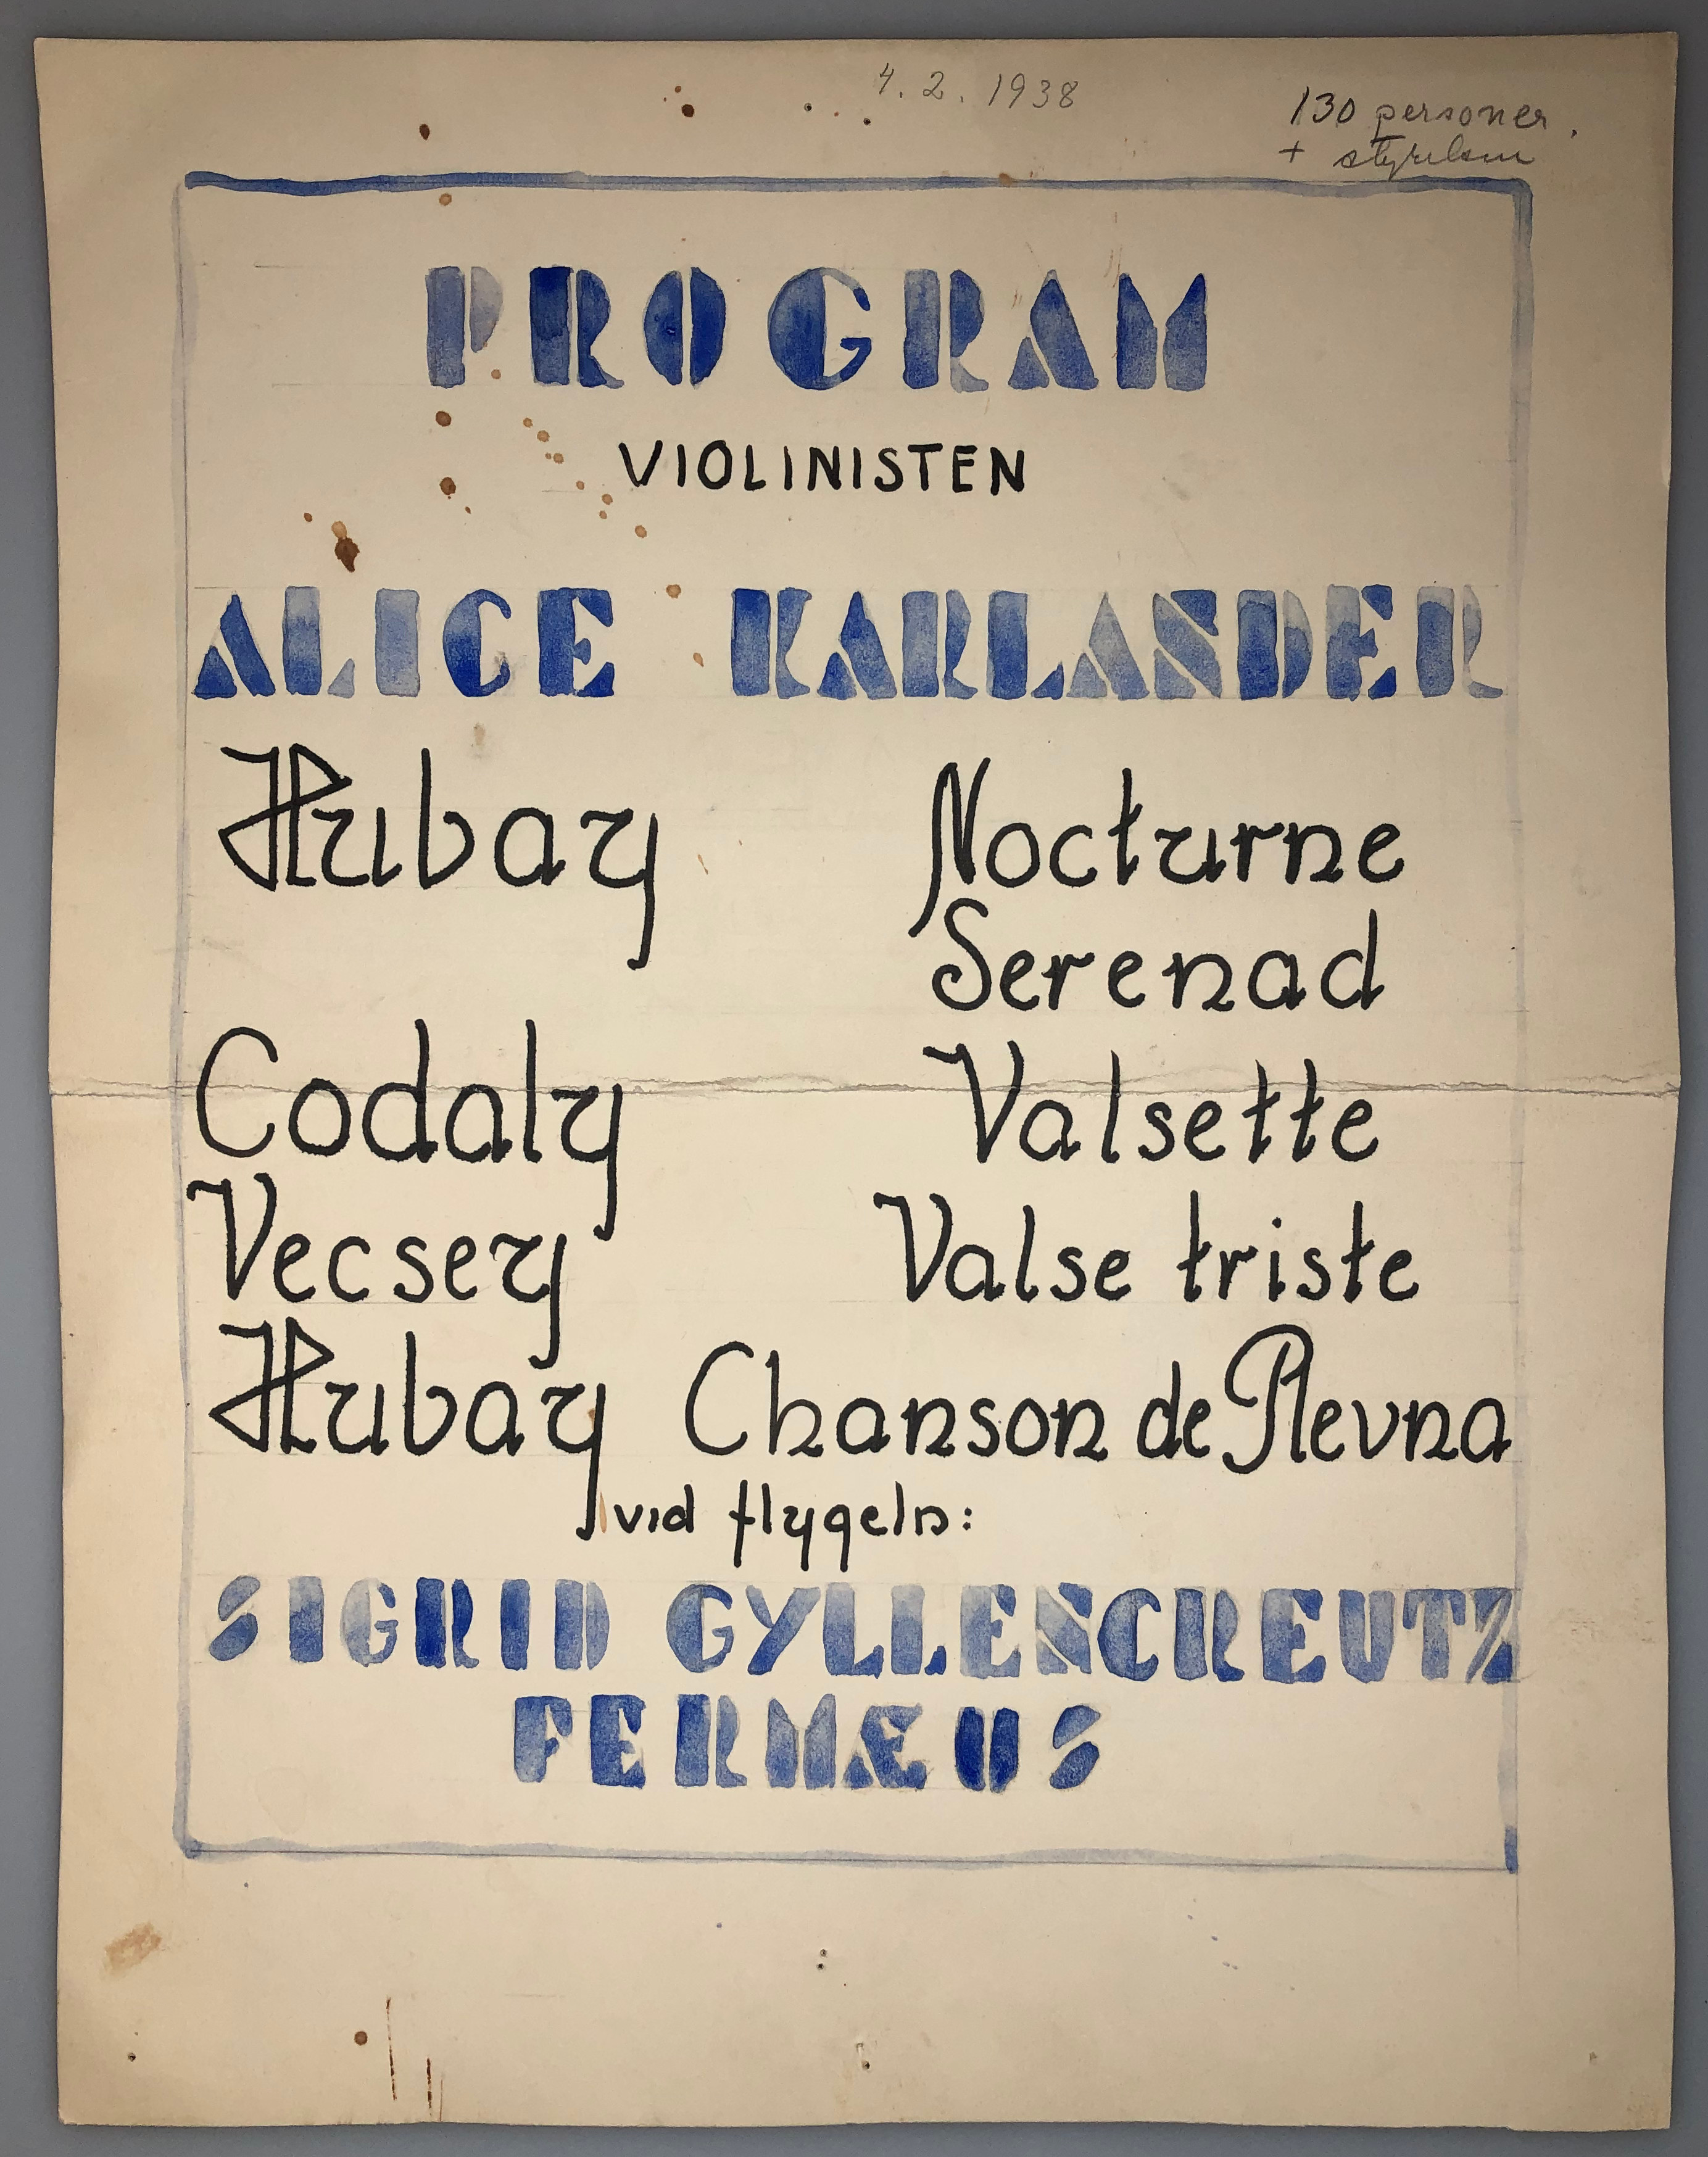 4.2.1938
130 personer.
+ styrelsen
PROGRAM
VIOLINISTEN
ALICE KARLANDER
Hubay Nocturne
Serenad
Codaly Valsette
Vecsey Valse triste
Hubay Chanson de Plevna
vid flygeln:
SIGRID GYLLENCREUTZ
FERMÆUS